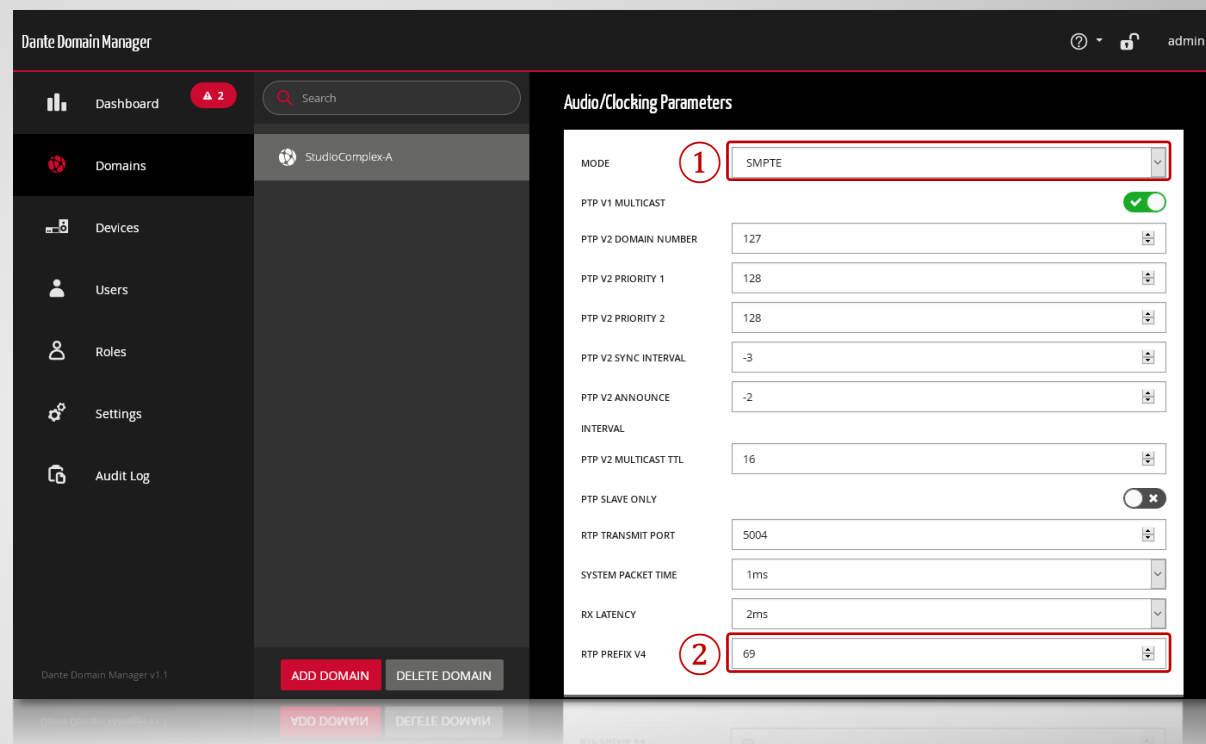 Dante Domain Manager
admin
Dashboard
2
Domains
Devices
Users
Roles
Settings
Audit Log
Dante Domain Manager v1.1
Search
StudioComplex-A
ADD DOMAIN DELETE DOMAIN
Audio/Clocking Parameters
MODE 1 SMPTE
PTP V1 MULTICAST
PTP V2 DOMAIN NUMBER 127
PTP V2 PRIORITY 1 128
PTP V2 PRIORITY 2 128
PTP V2 SYNC INTERVAL -3
PTP V2 ANNOUNCE -2
INTERVAL
PTP V2 MULTICAST TTL 16
PTP SLAVE ONLY
RTP TRANSMIT PORT 5004
SYSTEM PACKET TIME 1ms
RX LATENCY 2ms
RTP PREFIX V4 2 69